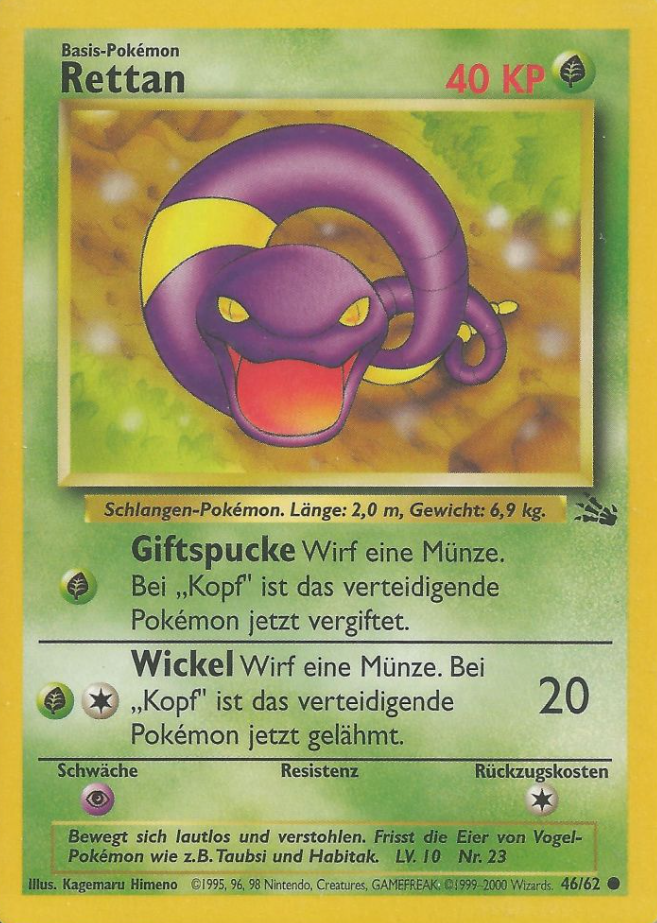 Basis-Pokémon
Rettan
40 KP
Schlangen-Pokémon. Länge: 2,0 m, Gewicht: 6,9 kg.
Giftspucke Wirf eine Münze.
Bei „Kopf" ist das verteidigende
Pokémon jetzt vergiftet.
Wickel Wirf eine Münze. Bei
„Kopf" ist das verteidigende
Pokémon jetzt gelähmt.
20
Schwäche Resistenz Rückzugskosten
Bewegt sich lautlos und verstohlen. Frisst die Eier von Vogel-
Pokémon wie z.B. Taubsi und Habitak. LV. 10 Nr. 23
Illus. Kagemaru Himeno ©1995, 96, 98 Nintendo, Creatures, GAMEFREAK. ©1999-2000 Wizards. 46/62